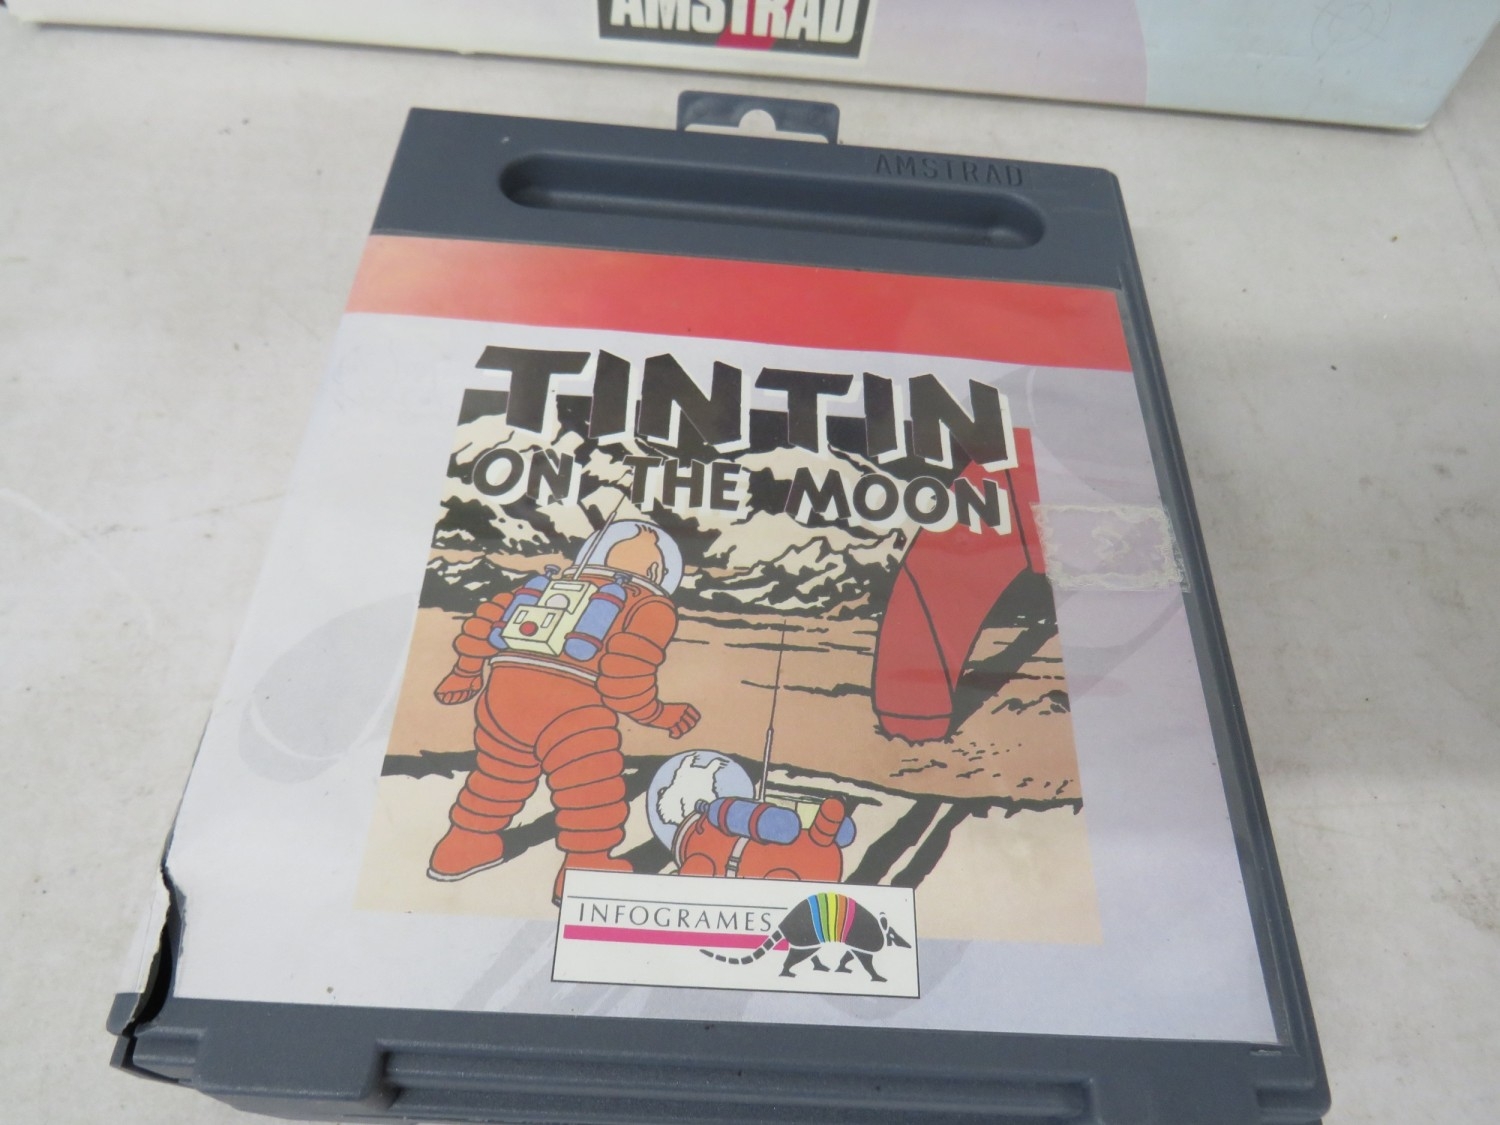 AMSTRAD
AMSTRAD
TINTIN
ON THE MOON
INFOGRAMES